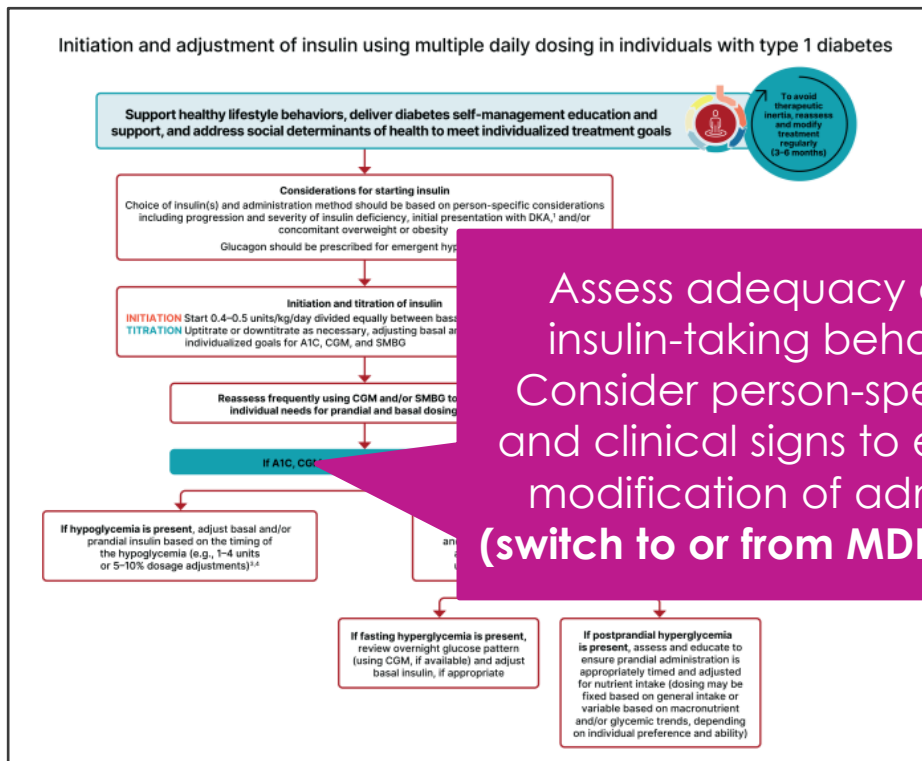 Initiation and adjustment of insulin using multiple daily dosing in individuals with type 1 diabetes
Support healthy lifestyle behaviors, deliver diabetes self-management education and
support, and address social determinants of health to meet individualized treatment goals
To avoid
therapeutic
inertia, reassess
and modify
treatment
regularly
(3–6 months)
Considerations for starting insulin
Choice of insulin(s) and administration method should be based on person-specific considerations
including progression and severity of insulin deficiency, initial presentation with DKA,¹ and/or
concomitant overweight or obesity
Glucagon should be prescribed for emergent hyp
Initiation and titration of insulin
INITIATION Start 0.4–0.5 units/kg/day divided equally between basa
TITRATION Uptitrate or downtitrate as necessary, adjusting basal a
individualized goals for A1C, CGM, and SMBG
Reassess frequently using CGM and/or SMBG to
individual needs for prandial and basal dosing
If A1C, CGM
Assess adequacy
insulin-taking beha
Consider person-spe
and clinical signs to e
modification of adr
(switch to or from MDI
If hypoglycemia is present, adjust basal and/or
prandial insulin based on the timing of
the hypoglycemia (e.g., 1–4 units
or 5–10% dosage adjustments)³,⁴
an
a
u
If fasting hyperglycemia is present,
review overnight glucose pattern
(using CGM, if available) and adjust
basal insulin, if appropriate
If postprandial hyperglycemia
is present, assess and educate to
ensure prandial administration is
appropriately timed and adjusted
for nutrient intake (dosing may be
fixed based on general intake or
variable based on macronutrient
and/or glycemic trends, depending
on individual preference and ability)